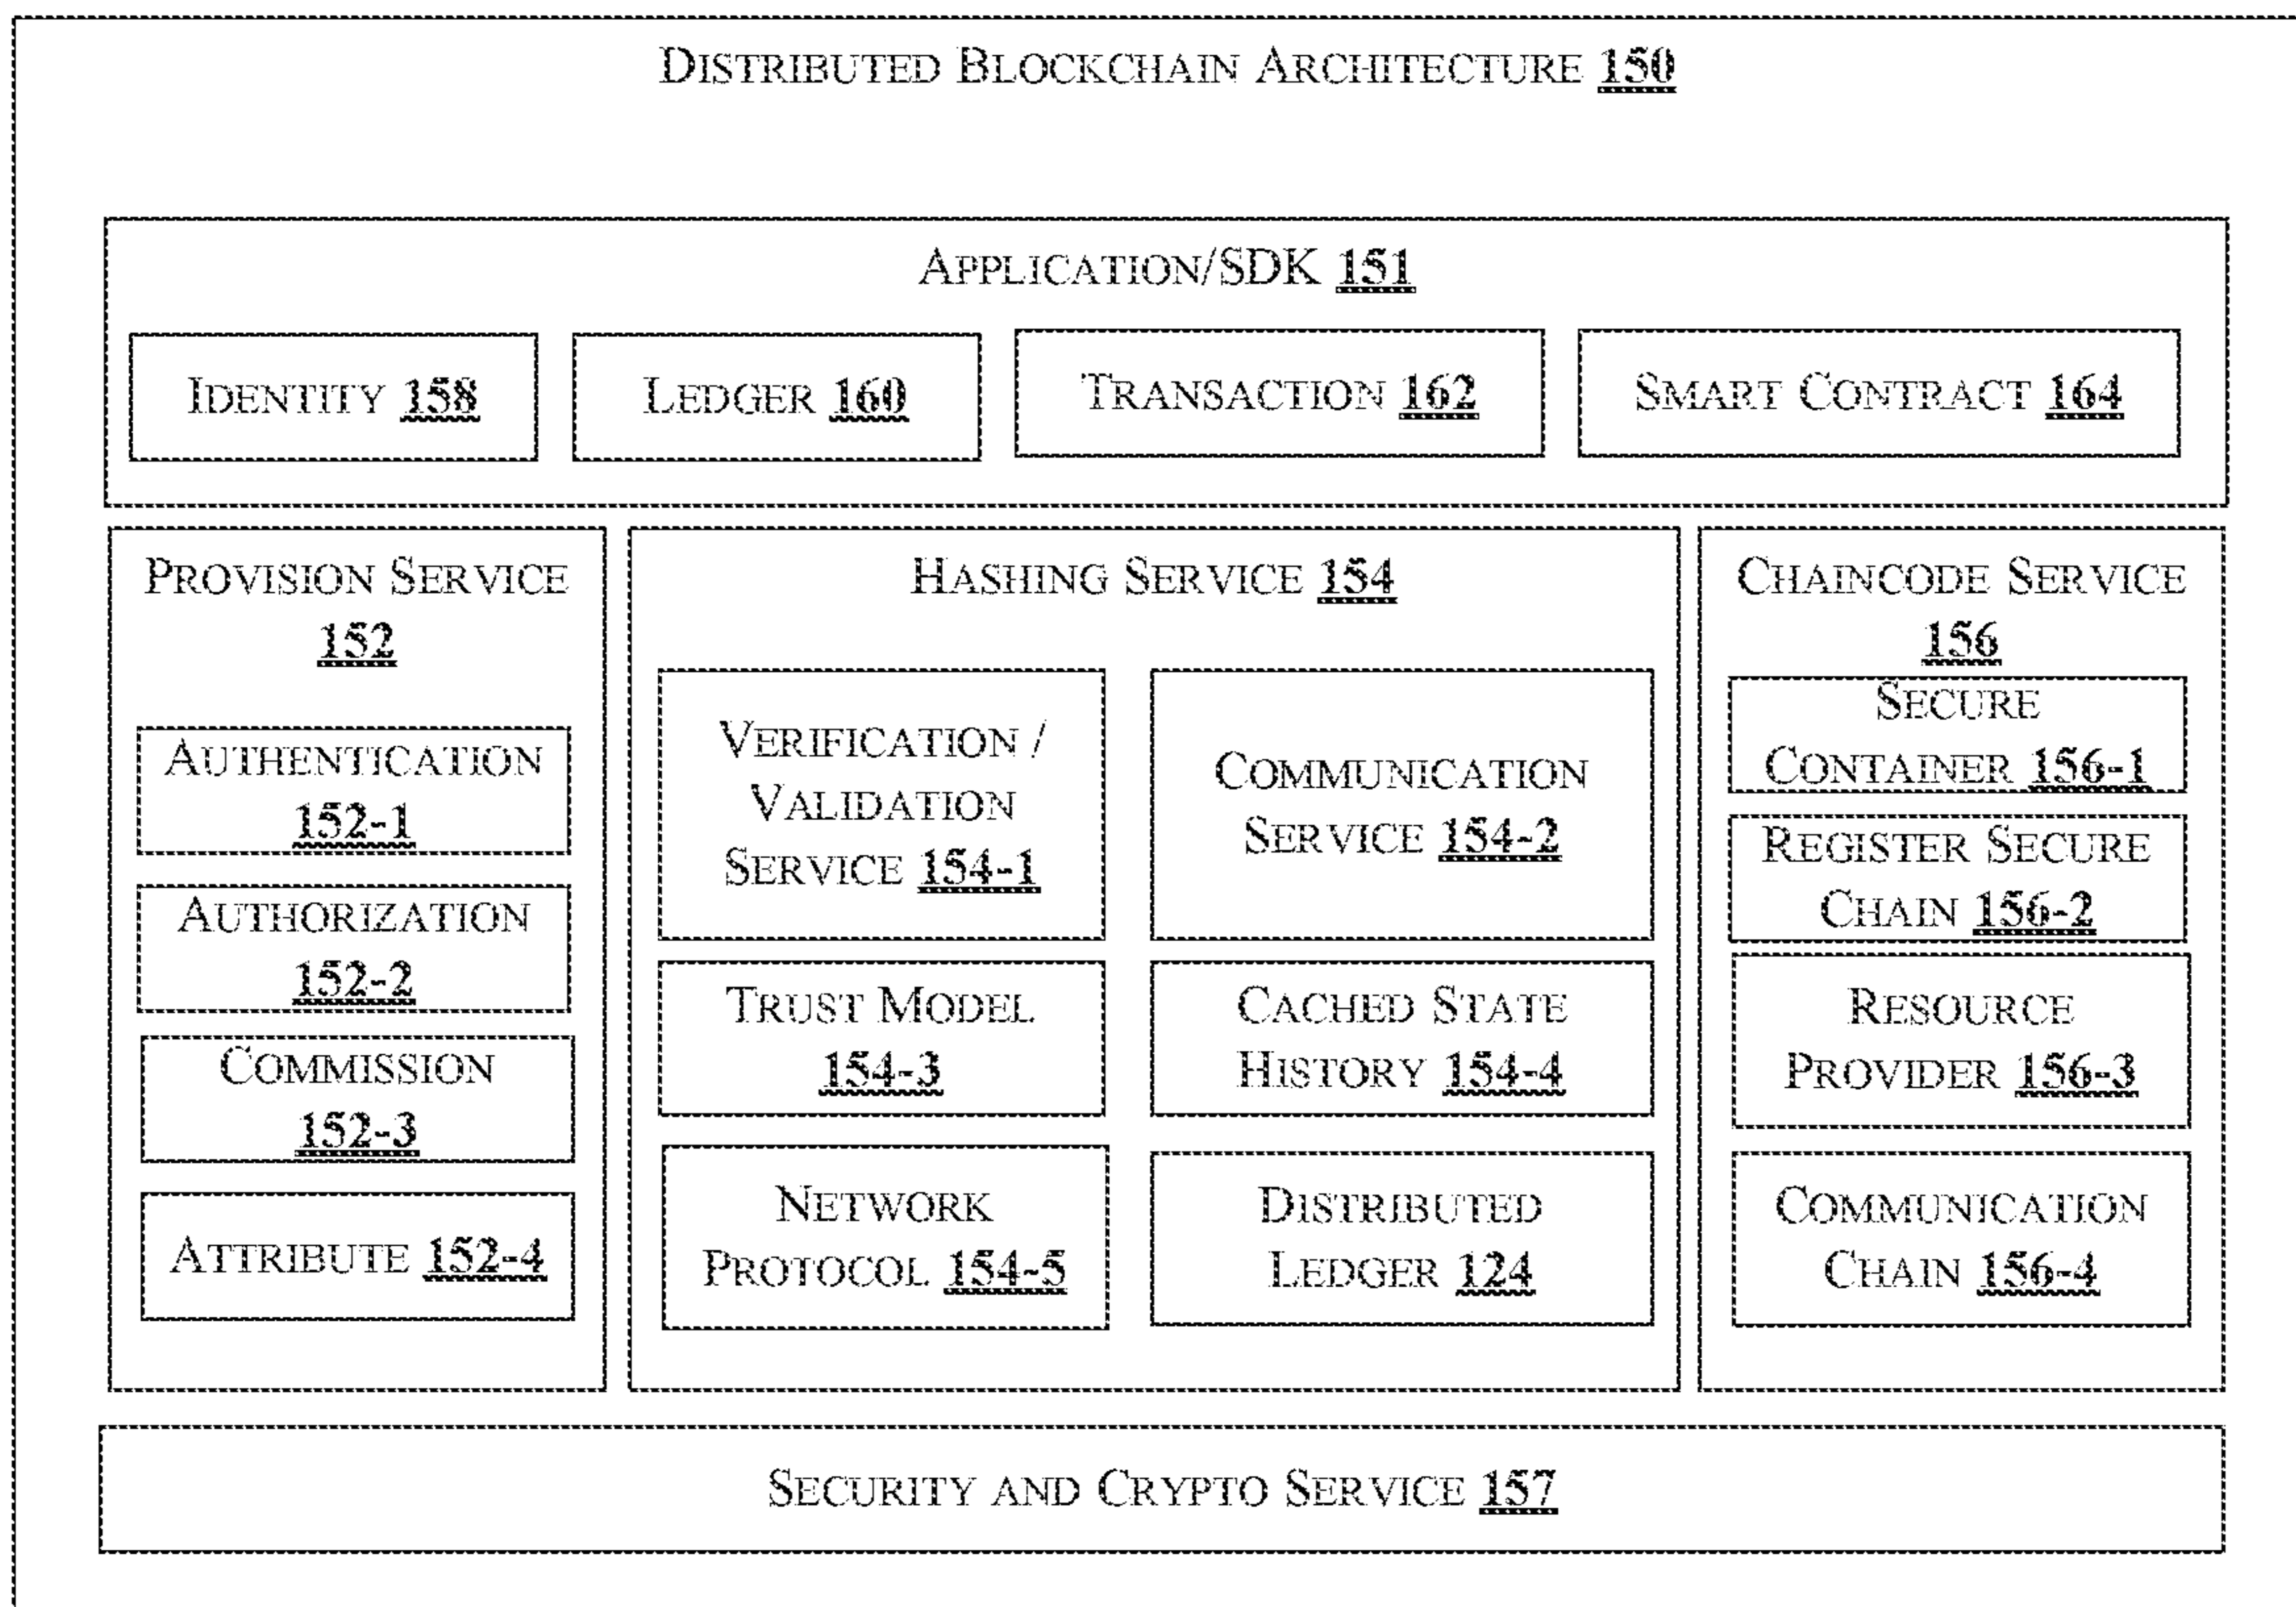 DISTRIBUTED BLOCKCHAIN ARCHITECTURE 150
APPLICATION/SDK 151
IDENTITY 158
LEDGER 160
TRANSACTION 162
SMART CONTRACT 164
PROVISION SERVICE
152
AUTHENTICATION
152-1
AUTHORIZATION
152-2
COMMISSION
152-3
ATTRIBUTE 152-4
HASHING SERVICE 154
VERIFICATION /
VALIDATION
SERVICE 154-1
COMMUNICATION
SERVICE 154-2
TRUST MODEL
154-3
CACHED STATE
HISTORY 154-4
NETWORK
PROTOCOL 154-5
DISTRIBUTED
LEDGER 124
CHAINCODE SERVICE
156
SECURE
CONTAINER 156-1
REGISTER SECURE
CHAIN 156-2
RESOURCE
PROVIDER 156-3
COMMUNICATION
CHAIN 156-4
SECURITY AND CRYPTO SERVICE 157